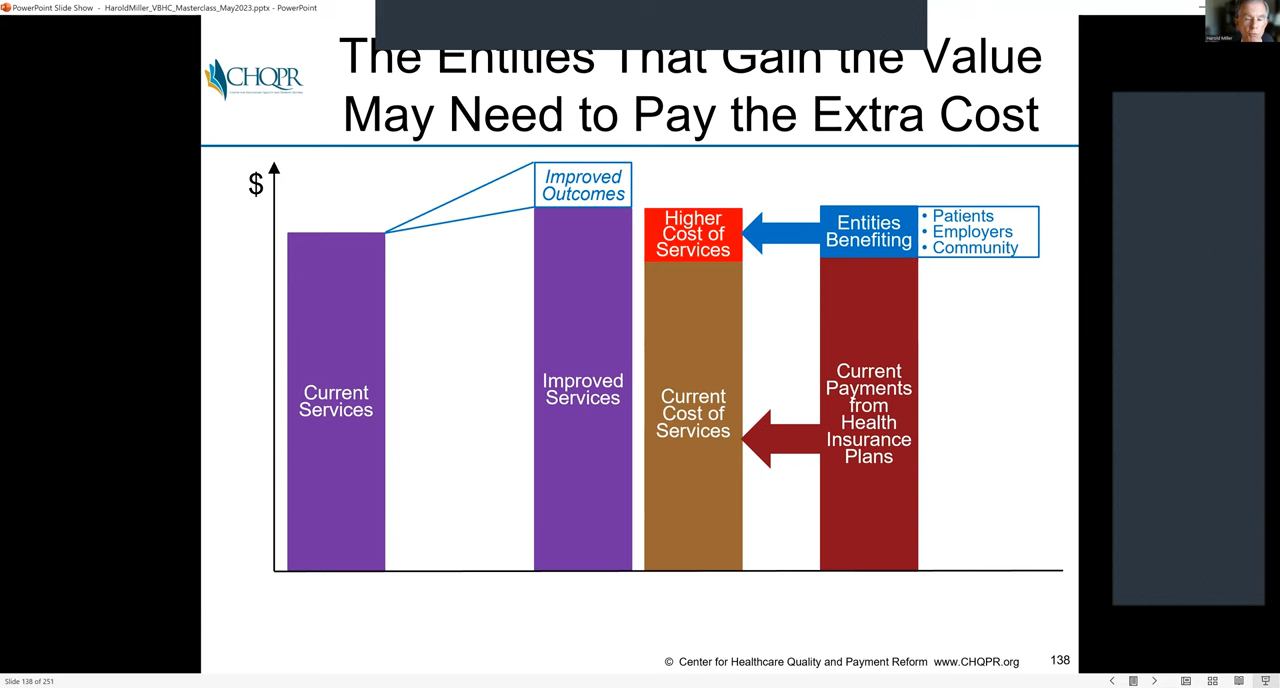 PowerPoint Slide Show - HaroldMiller_VBHC_Masterclass_May2023.pptx - PowerPoint
Harold Miller
CHQPR
The Entities That Gain the Value
May Need to Pay the Extra Cost
$
Improved
Outcomes
Higher
Cost of
Services
Entities
Benefiting
• Patients
• Employers
• Community
Current
Services
Improved
Services
Current
Cost of
Services
Current
Payments
from
Health
Insurance
Plans
© Center for Healthcare Quality and Payment Reform www.CHQPR.org
138
Slide 138 of 251